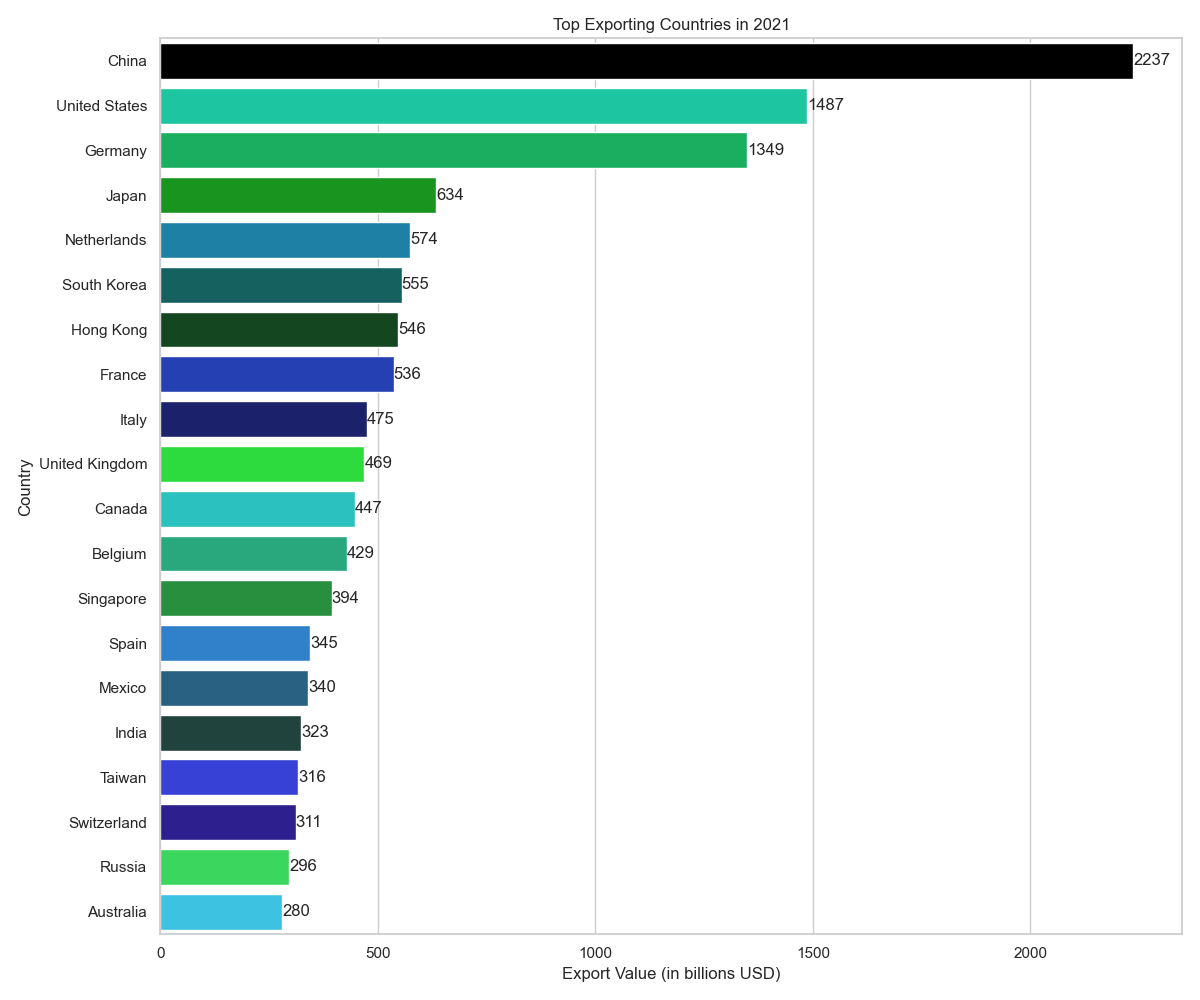 Top Exporting Countries in 2021
China 2237
United States 1487
Germany 1349
Japan 634
Netherlands 574
South Korea 555
Hong Kong 546
France 536
Italy 475
United Kingdom 469
Canada 447
Belgium 429
Singapore 394
Spain 345
Mexico 340
India 323
Taiwan 316
Switzerland 311
Russia 296
Australia 280
Country
0 500 1000 1500 2000
Export Value (in billions USD)